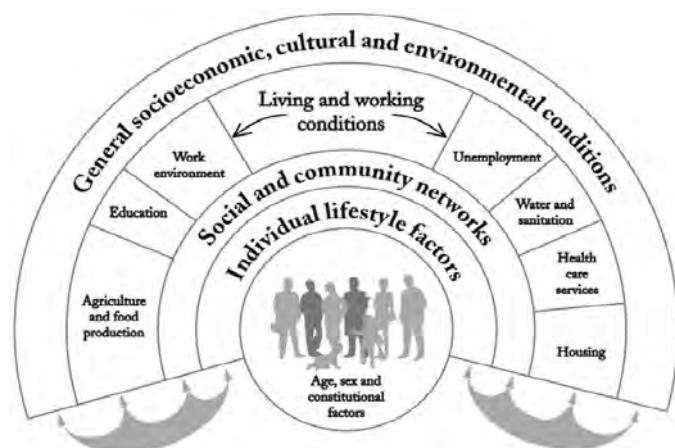 General socioeconomic, cultural and environmental conditions
Living and working
conditions
Work
environment
Unemployment
Education
Water and
sanitation
Social and community networks
Individual lifestyle factors
Agriculture
and food
production
Health
care
services
Housing
Age, sex and
constitutional
factors